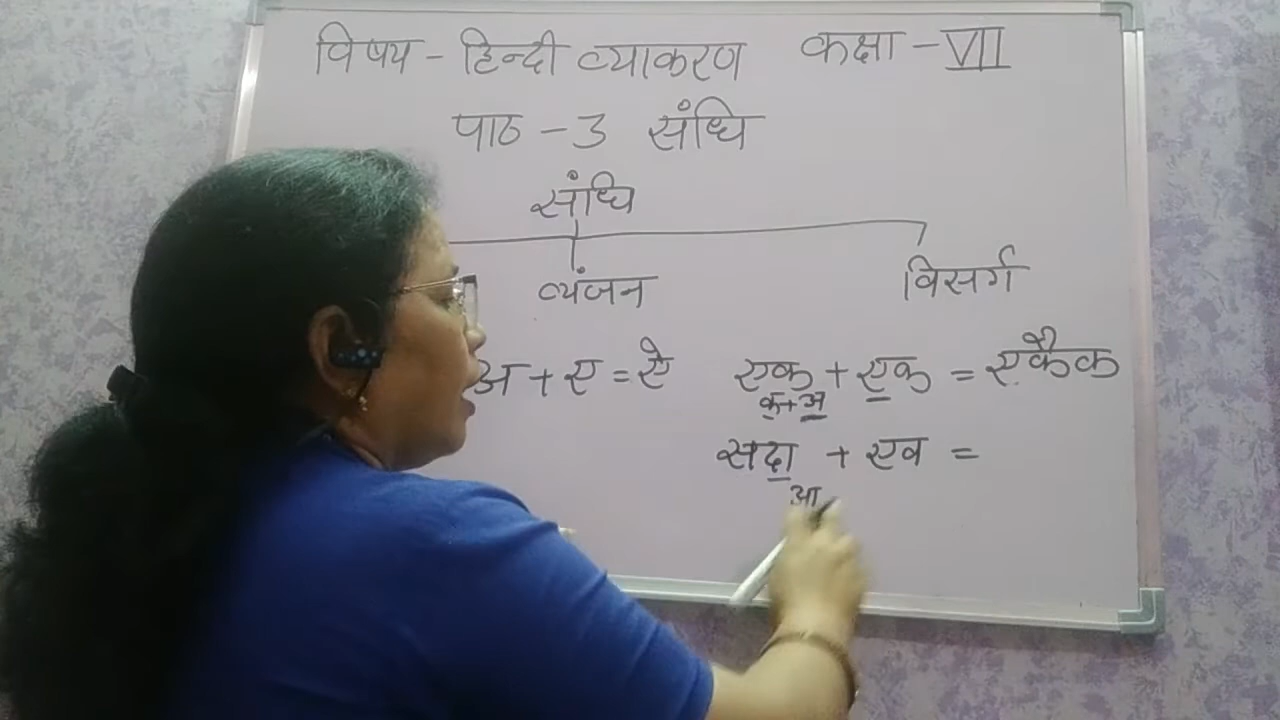 विषय - हिन्दी व्याकरण कक्षा - VII
पाठ - 3 संधि
संधि
व्यंजन विसर्ग
अ + ए = ऐ एक + एक = एकैक
क् + अ
सदा + एव =
आ